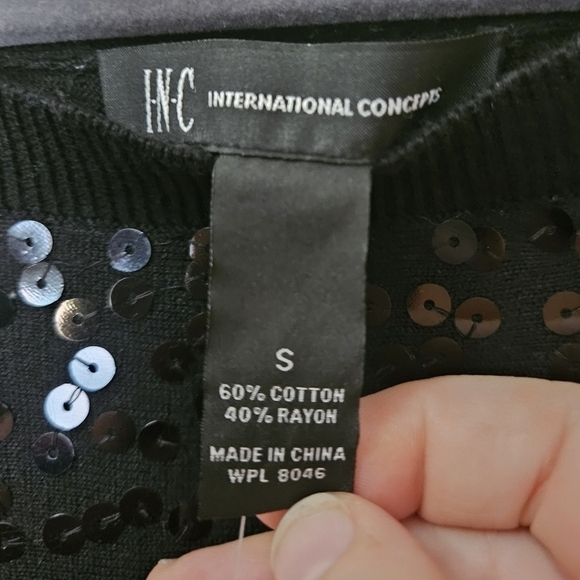 I·N·C INTERNATIONAL CONCEPTS
S
60% COTTON
40% RAYON
MADE IN CHINA
WPL 8046